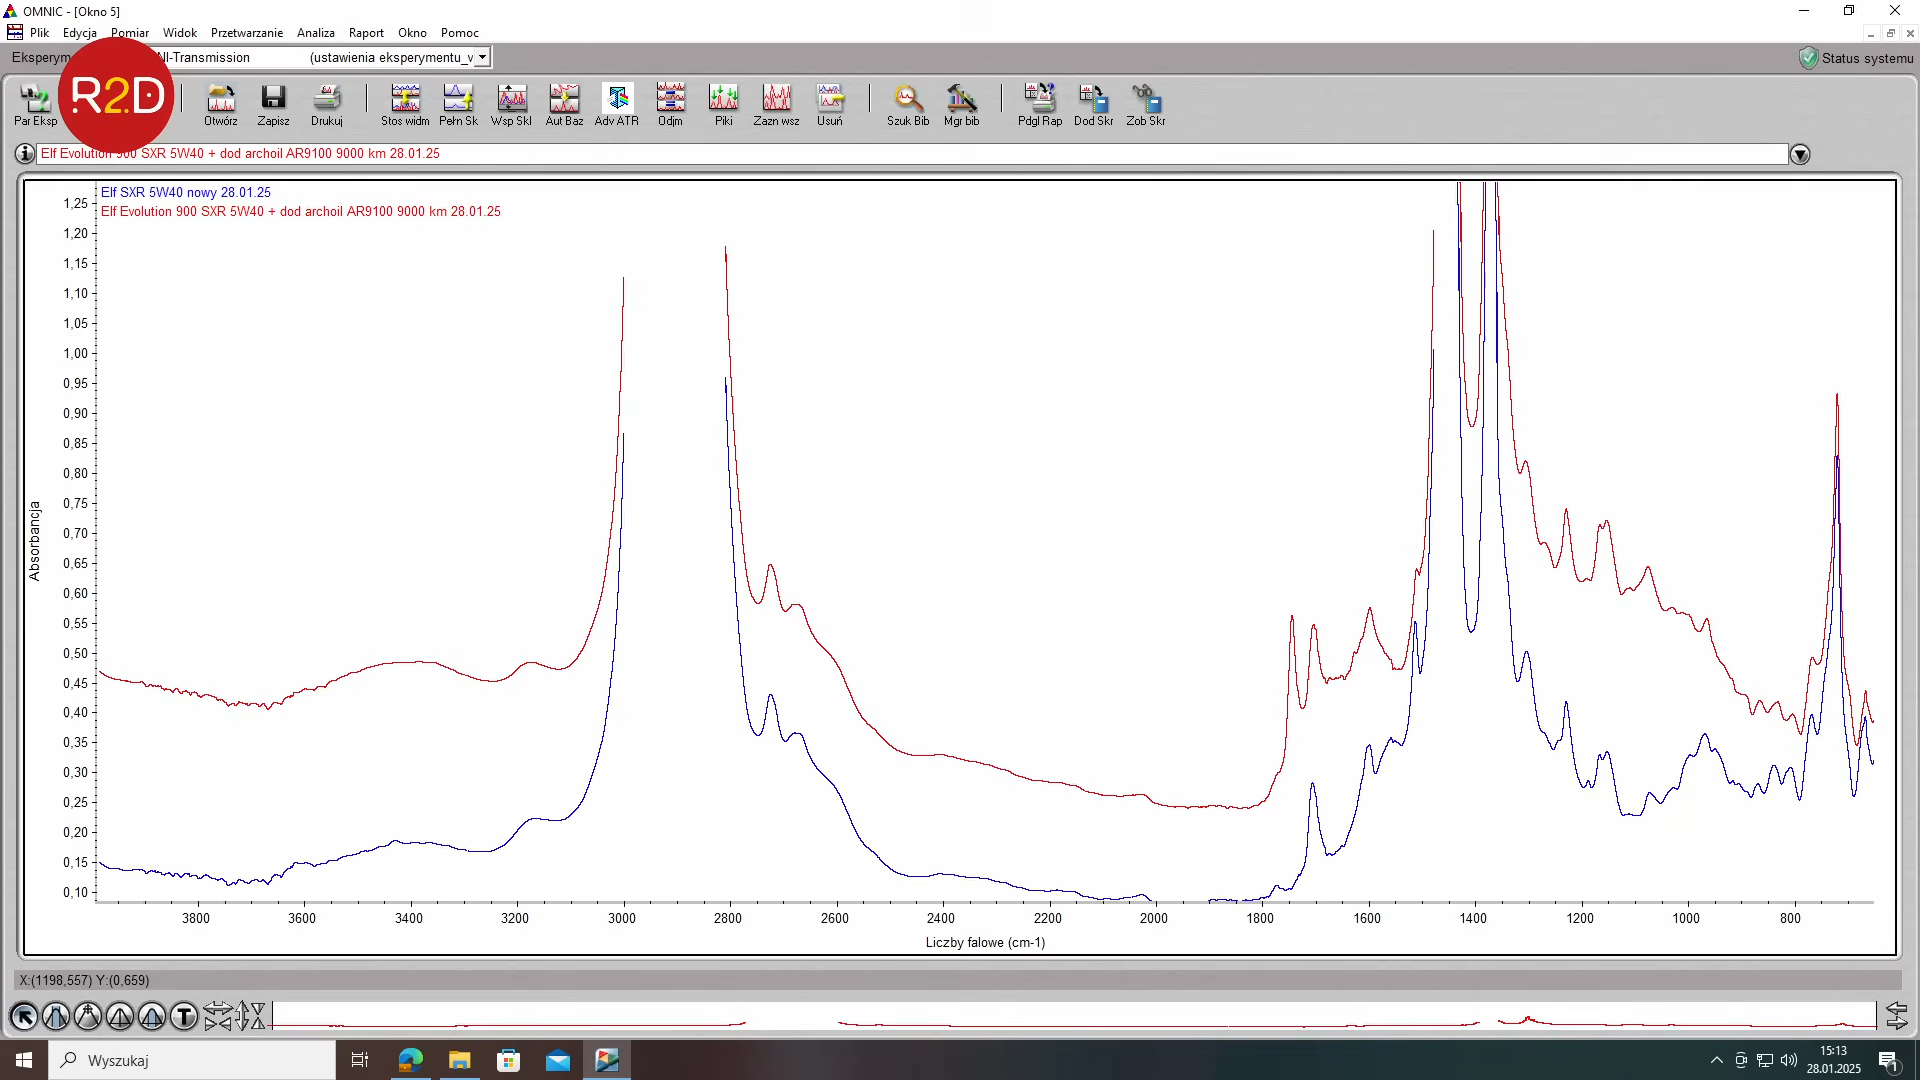 OMNIC - [Okno 5]
Plik Edycja Pomiar Widok Przetwarzanie Analiza Raport Okno Pomoc
Eksperym
NI-Transmission (ustawienia eksperymentu_v
Status systemu
R2D
Par Eksp Otwórz Zapisz Drukuj Stos widm Pełn Sk Wsp Skl Aut Baz Adv ATR Odjm Piki Zazn wsz Usuń Szuk Bib Mgr bib Pdgl Rap Dod Skr Zob Skr
Elf Evolution 900 SXR 5W40 + dod archoil AR9100 9000 km 28.01.25
Elf SXR 5W40 nowy 28.01.25
Elf Evolution 900 SXR 5W40 + dod archoil AR9100 9000 km 28.01.25
1,25
1,20
1,15
1,10
1,05
1,00
0,95
0,90
0,85
0,80
0,75
0,70
0,65
0,60
0,55
0,50
0,45
0,40
0,35
0,30
0,25
0,20
0,15
0,10
Absorbancja
3800 3600 3400 3200 3000 2800 2600 2400 2200 2000 1800 1600 1400 1200 1000 800
Liczby falowe (cm-1)
X:(1198,557) Y:(0,659)
T
Wyszukaj
15:13
28.01.2025
1